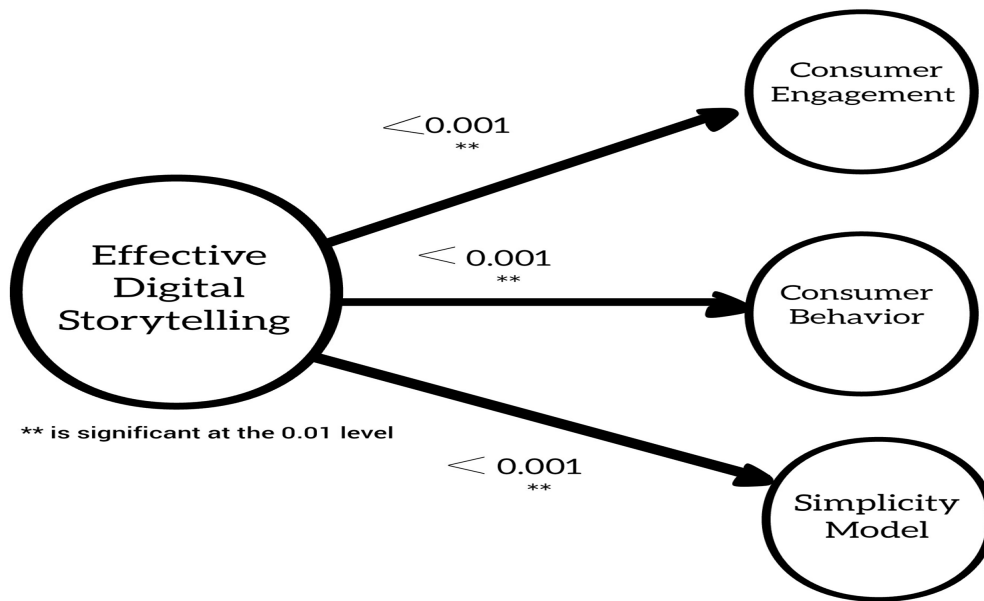 Consumer
Engagement
<0.001
**
Effective
Digital
Storytelling
< 0.001
**
Consumer
Behavior
** is significant at the 0.01 level
< 0.001
**
Simplicity
Model